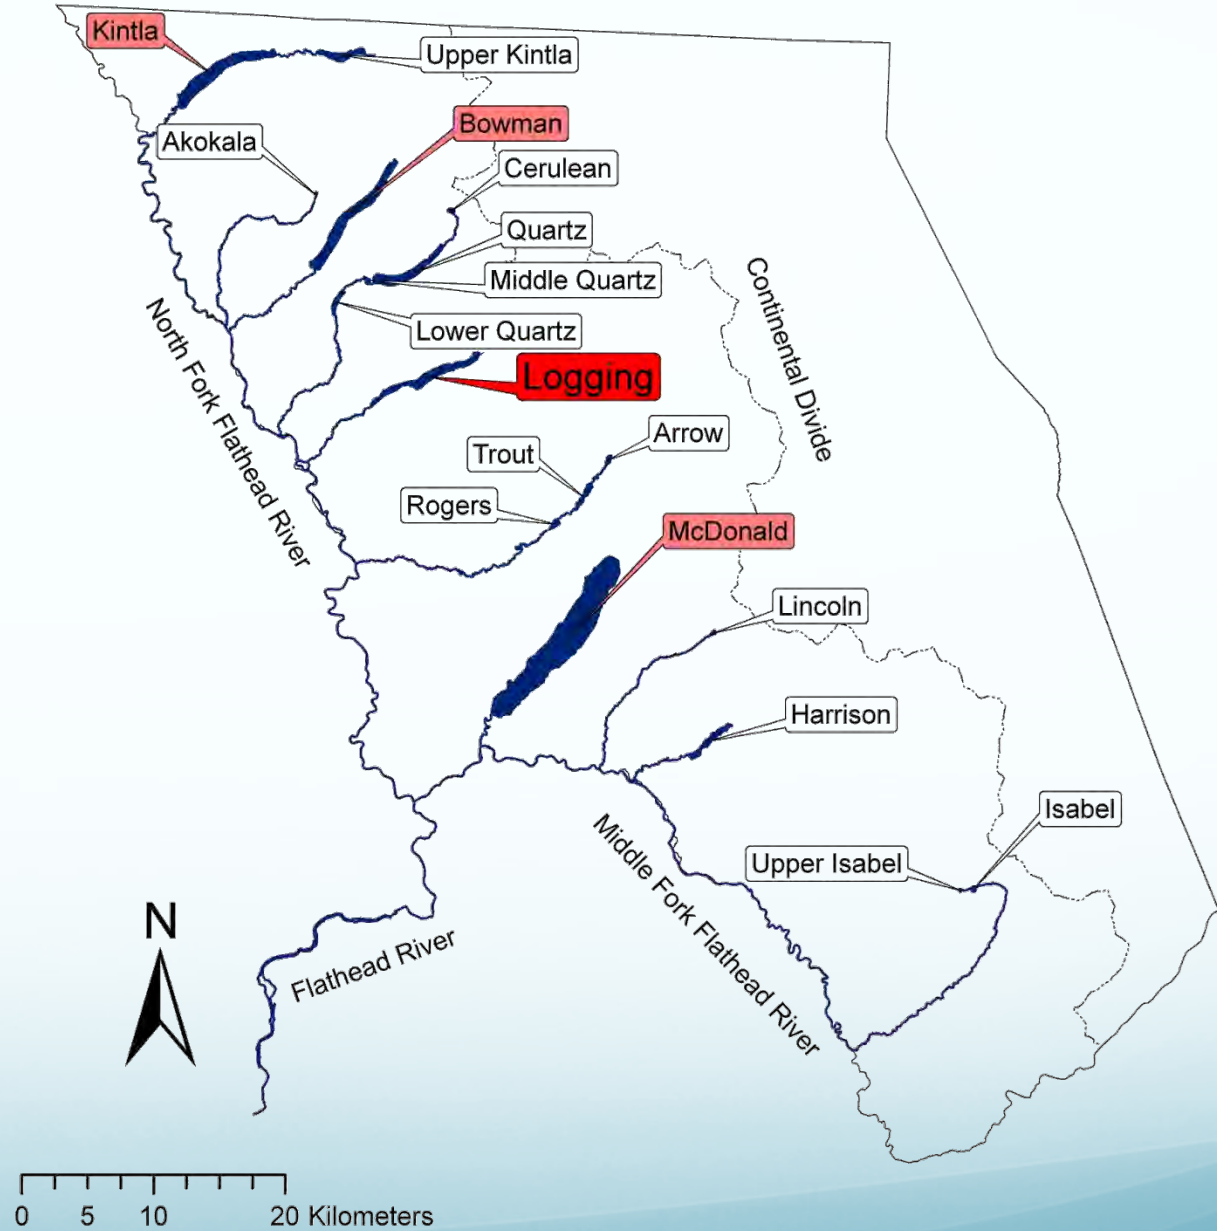 Kintla
Upper Kintla
Bowman
Akokala
Cerulean
Quartz
Middle Quartz
Lower Quartz
Logging
Continental Divide
North Fork Flathead River
Arrow
Trout
Rogers
McDonald
Lincoln
Harrison
Isabel
Upper Isabel
Middle Fork Flathead River
N
Flathead River
0 5 10 20 Kilometers